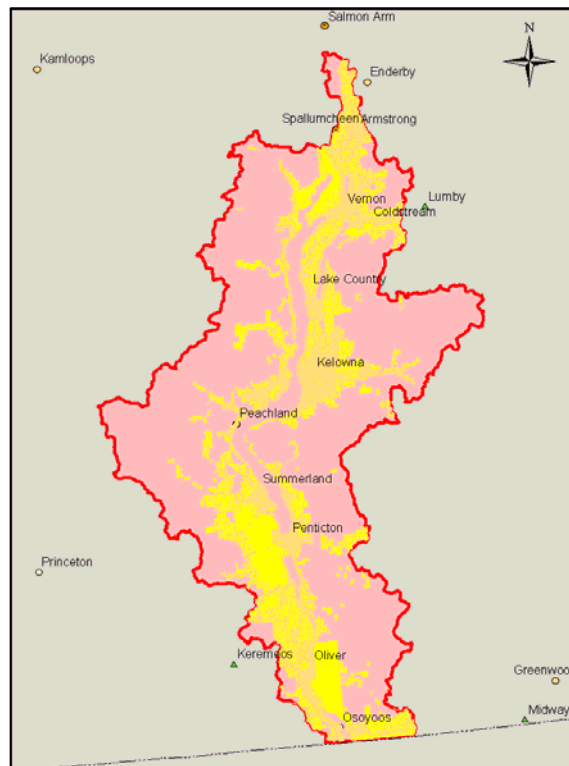 Salmon Arm
N
Kamloops
Enderby
Spallumcheen Armstrong
Vernon
Lumby
Coldstream
Lake Country
Kelowna
Peachland
Summerland
Penticton
Princeton
Oliver
Keremeos
Greenwoo
Osoyoos
Midway